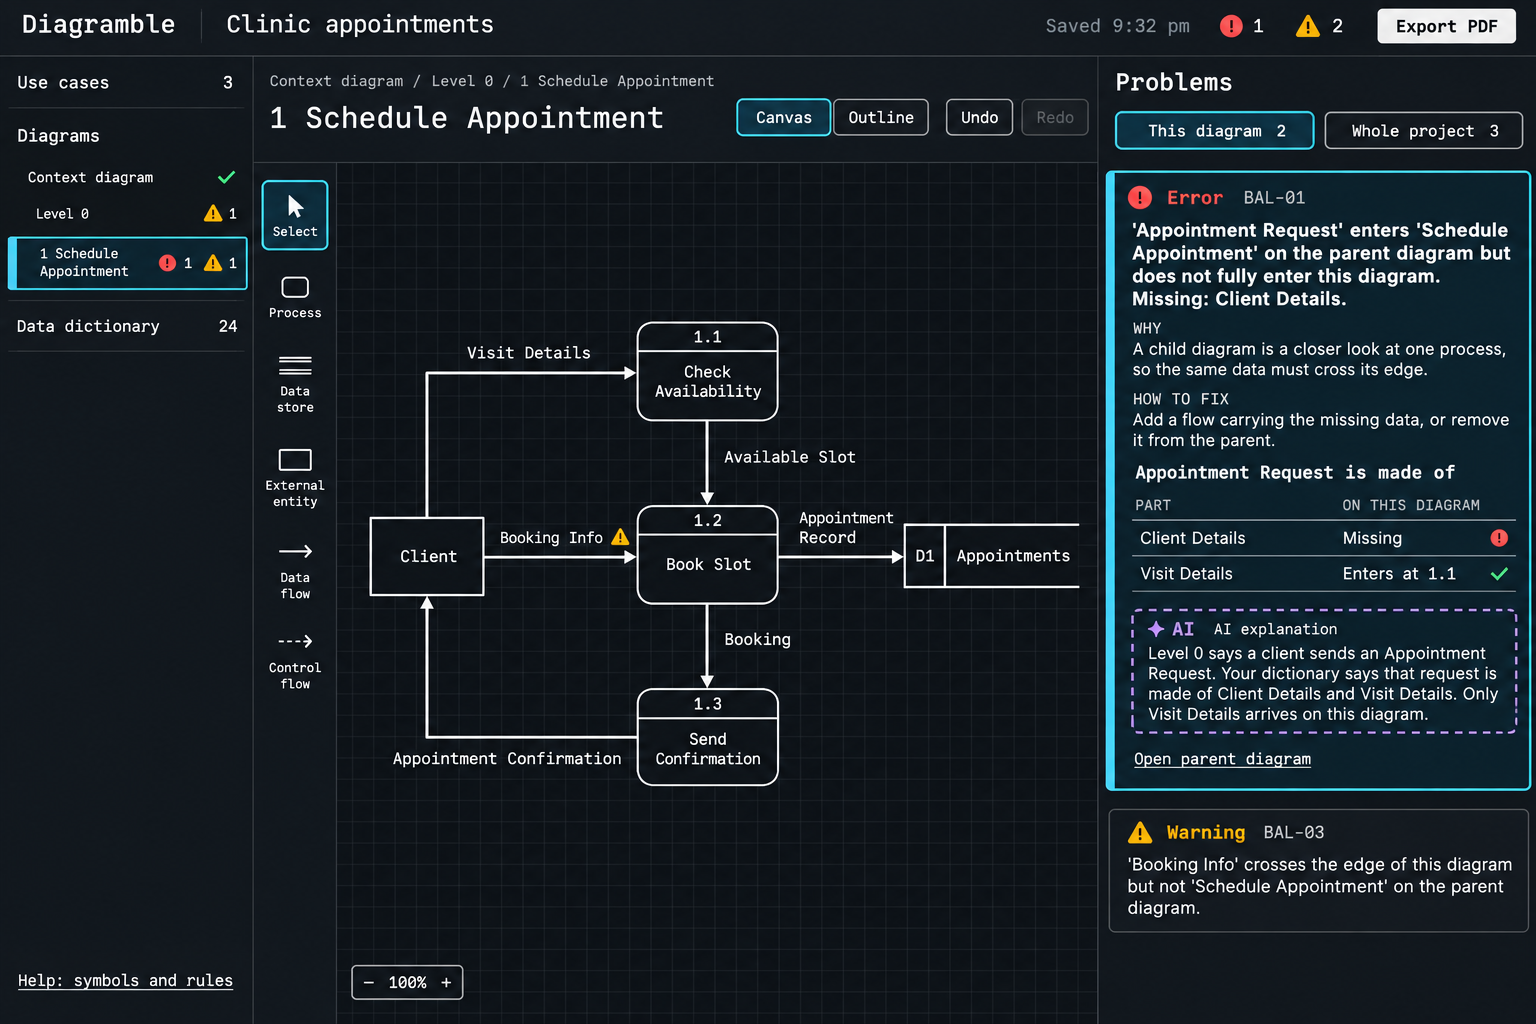 Diagramble
Clinic appointments
Saved 9:32 pm
1
2
Export PDF
Use cases 3
Diagrams
Context diagram
Level 0 1
1 Schedule
Appointment
1 1
Data dictionary 24
Help: symbols and rules
Context diagram / Level 0 / 1 Schedule Appointment
1 Schedule Appointment
Canvas
Outline
Undo
Redo
Select
Process
Data
store
External
entity
Data
flow
Control
flow
Visit Details
1.1
Check
Availability
Available Slot
Client
Booking Info
1.2
Book Slot
Appointment
Record
D1 Appointments
Booking
1.3
Send
Confirmation
Appointment Confirmation
− 100% +
Problems
This diagram 2
Whole project 3
Error BAL-01
'Appointment Request' enters 'Schedule
Appointment' on the parent diagram but
does not fully enter this diagram.
Missing: Client Details.
WHY
A child diagram is a closer look at one process,
so the same data must cross its edge.
HOW TO FIX
Add a flow carrying the missing data, or remove
it from the parent.
Appointment Request is made of
PART ON THIS DIAGRAM
Client Details Missing
Visit Details Enters at 1.1
AI AI explanation
Level 0 says a client sends an Appointment
Request. Your dictionary says that request is
made of Client Details and Visit Details. Only
Visit Details arrives on this diagram.
Open parent diagram
Warning BAL-03
'Booking Info' crosses the edge of this diagram
but not 'Schedule Appointment' on the parent
diagram.